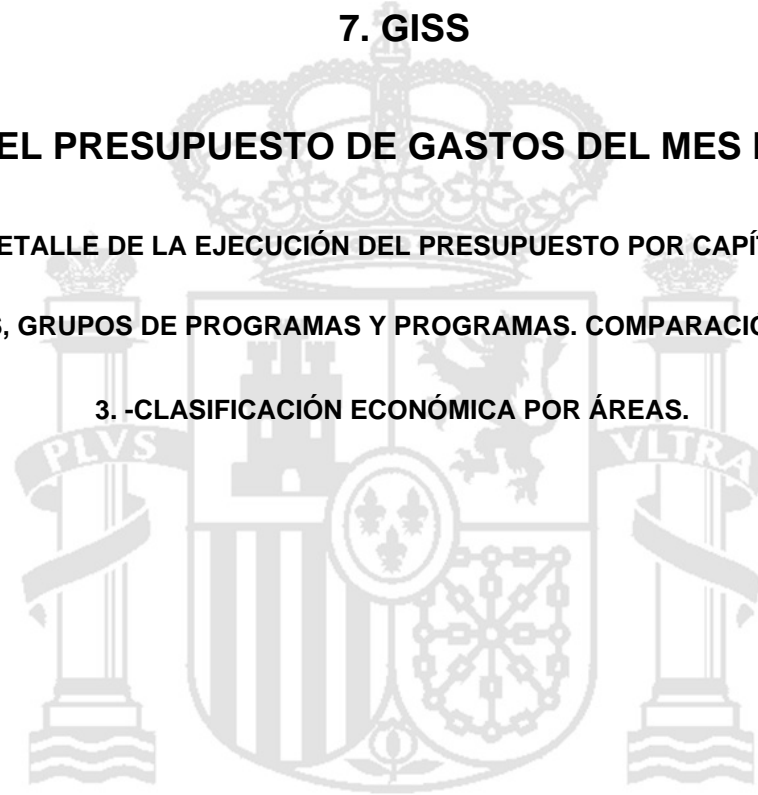 7. GISS
EL PRESUPUESTO DE GASTOS DEL MES
ETALLE DE LA EJECUCIÓN DEL PRESUPUESTO POR CAPÍ
S, GRUPOS DE PROGRAMAS Y PROGRAMAS. COMPARACIÓ
3. -CLASIFICACIÓN ECONÓMICA POR ÁREAS.
PLVS
VLTRA